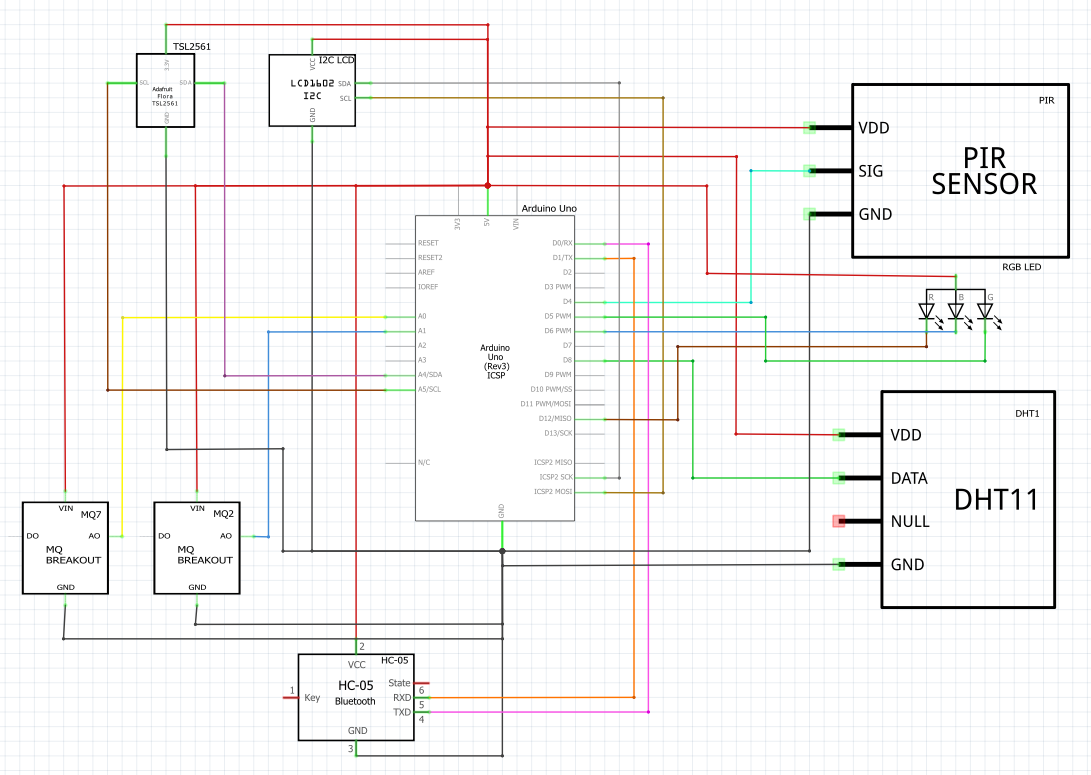 TSL2561
3.3V
SCL
SDA
Adafruit
Flora
TSL2561
GND
I2C LCD
VCC
LCD1602
I2C
SDA
SCL
GND
PIR
VDD
SIG
GND
PIR
SENSOR
RGB LED
R
B
G
Arduino Uno
3V3
5V
VIN
RESET
RESET2
AREF
IOREF
A0
A1
A2
A3
A4/SDA
A5/SCL
N/C
Arduino
Uno
(Rev3)
ICSP
D0/RX
D1/TX
D2
D3 PWM
D4
D5 PWM
D6 PWM
D7
D8
D9 PWM
D10 PWM/SS
D11 PWM/MOSI
D12/MISO
D13/SCK
ICSP2 MISO
ICSP2 SCK
ICSP2 MOSI
GND
DHT1
VDD
DATA
NULL
GND
DHT11
VIN
MQ7
DO
AO
MQ
BREAKOUT
GND
VIN
MQ2
DO
AO
MQ
BREAKOUT
GND
2
VCC
HC-05
HC-05
Bluetooth
1
Key
State
RXD
6
TXD
5
4
GND
3